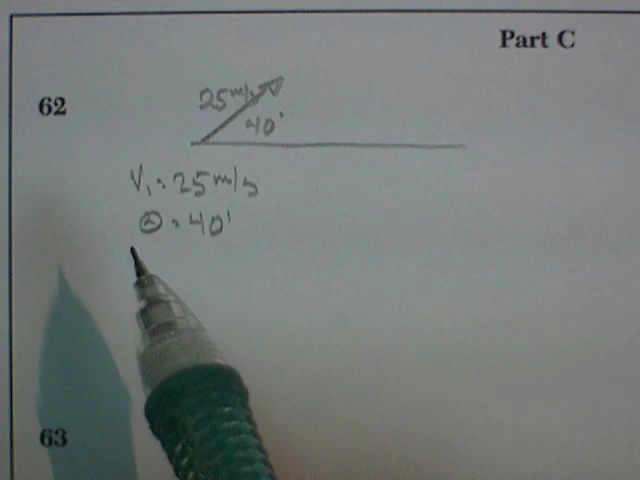 Part C
62
25m/s
40'
V₁ = 25 m/s
Θ = 40'
63